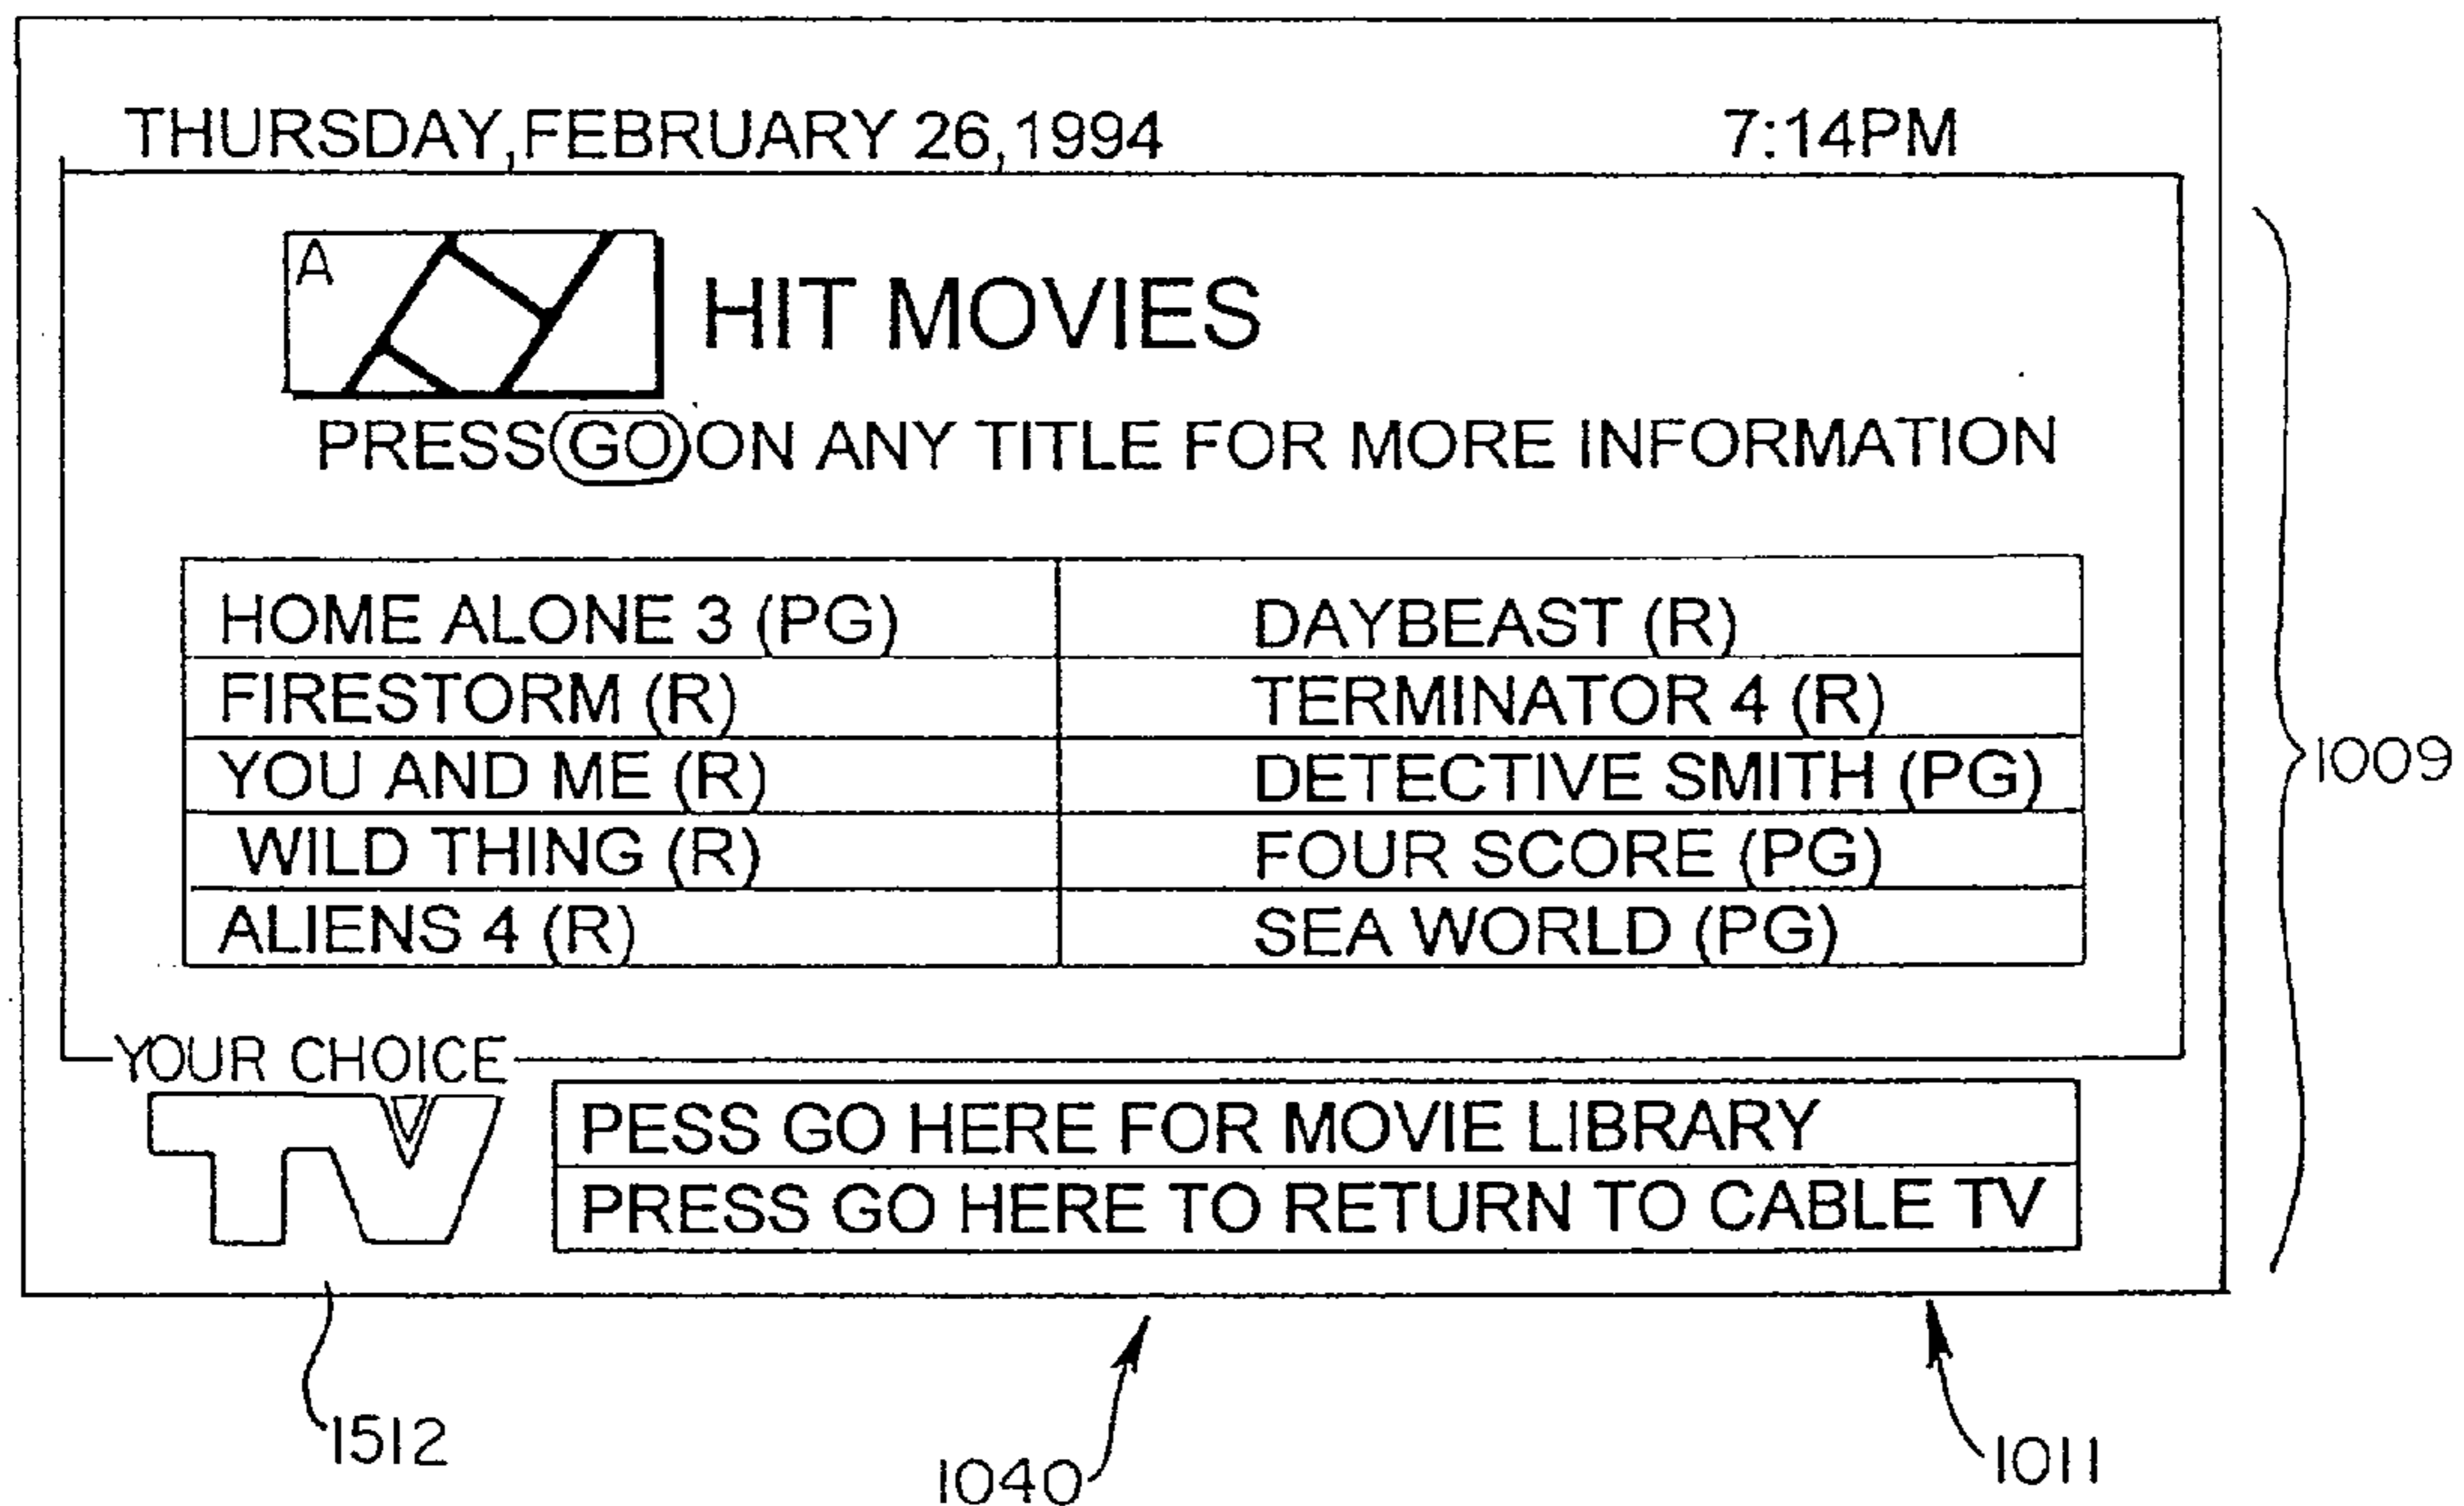 THURSDAY,FEBRUARY 26,1994 7:14PM
A
HIT MOVIES
PRESS GO ON ANY TITLE FOR MORE INFORMATION
HOME ALONE 3 (PG) DAYBEAST (R)
FIRESTORM (R) TERMINATOR 4 (R)
YOU AND ME (R) DETECTIVE SMITH (PG)
WILD THING (R) FOUR SCORE (PG)
ALIENS 4 (R) SEA WORLD (PG)
1009
YOUR CHOICE
TV
PESS GO HERE FOR MOVIE LIBRARY
PRESS GO HERE TO RETURN TO CABLE TV
1512
1040
1011